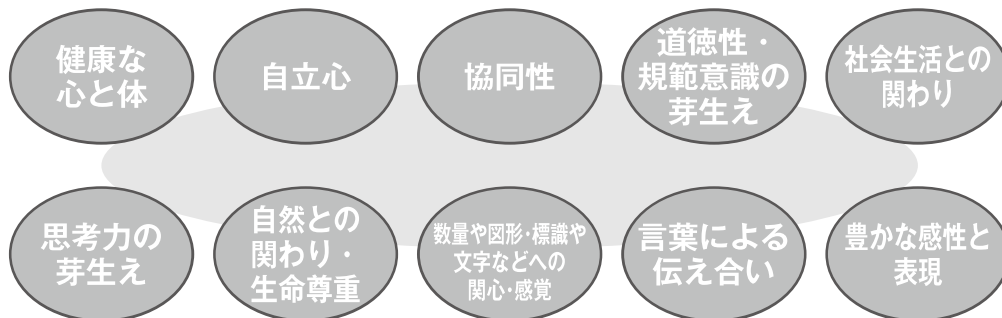 健康な
心と体
自立心
協同性
道徳性・
規範意識の
芽生え
社会生活との
関わり
思考力の
芽生え
自然との
関わり・
生命尊重
数量や図形・標識や
文字などへの
関心・感覚
言葉による
伝え合い
豊かな感性と
表現